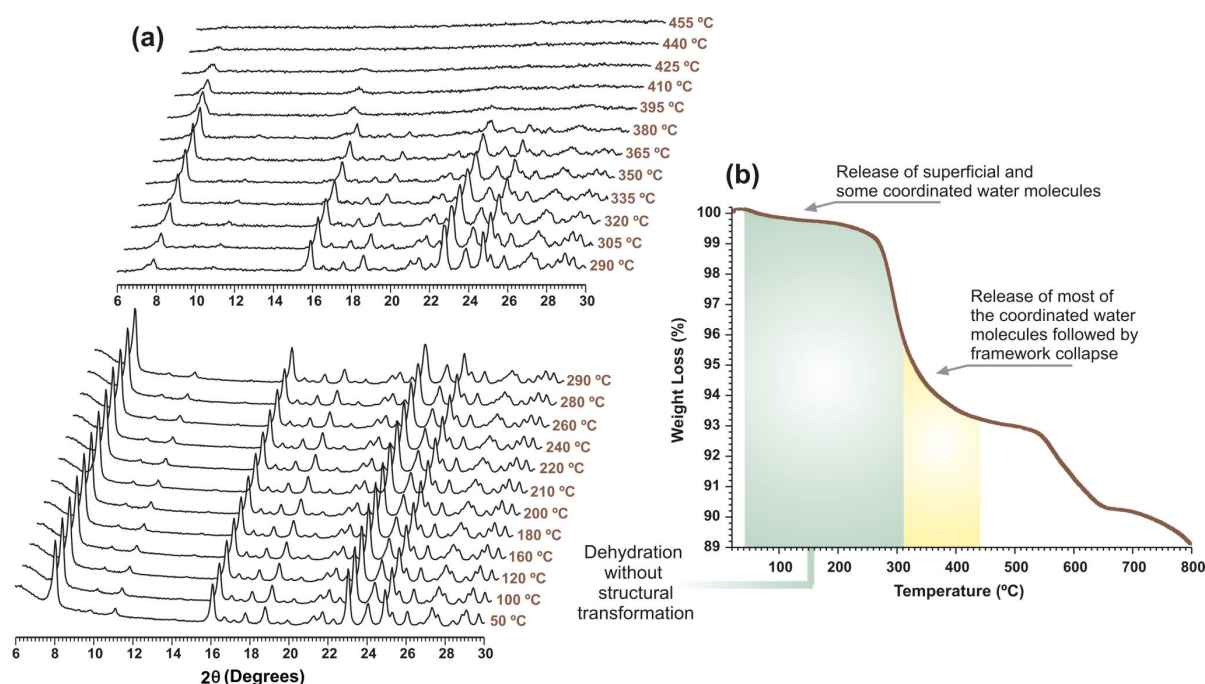 (a)
455 ºC
440 ºC
425 ºC
410 ºC
395 ºC
380 ºC
365 ºC
350 ºC
335 ºC
320 ºC
305 ºC
290 ºC
6 8 10 12 14 16 18 20 22 24 26 28 30
290 ºC
280 ºC
260 ºC
240 ºC
220 ºC
210 ºC
200 ºC
180 ºC
160 ºC
120 ºC
100 ºC
50 ºC
6 8 10 12 14 16 18 20 22 24 26 28 30
2θ (Degrees)
(b)
Release of superficial and
some coordinated water molecules
Release of most of
the coordinated water
molecules followed by
framework collapse
Weight Loss (%)
100
99
98
97
96
95
94
93
92
91
90
89
100 200 300 400 500 600 700 800
Temperature (ºC)
Dehydration
without
structural
transformation